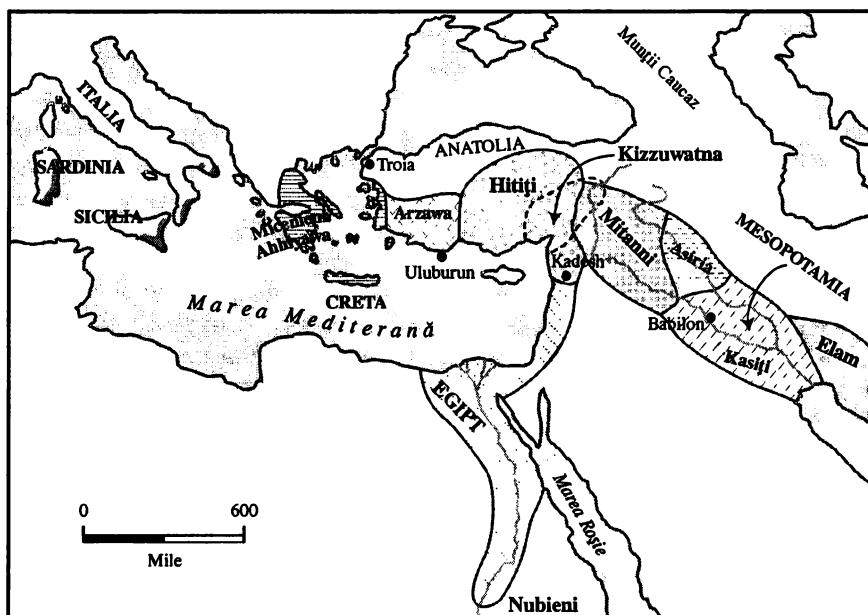 Munții Caucaz
ITALIA
ANATOLIA
Kizzuwatna
Troia
SARDINIA
Hitiți
SICILIA
Arzawa
Mitanni
MESOPOTAMIA
Micenieni
Ahhiyawa
Asiria
Uluburun
Kadesh
CRETA
Marea Mediterană
Babilon
Elam
Kasiți
EGIPT
Marea Roșie
0 600
Mile
Nubieni